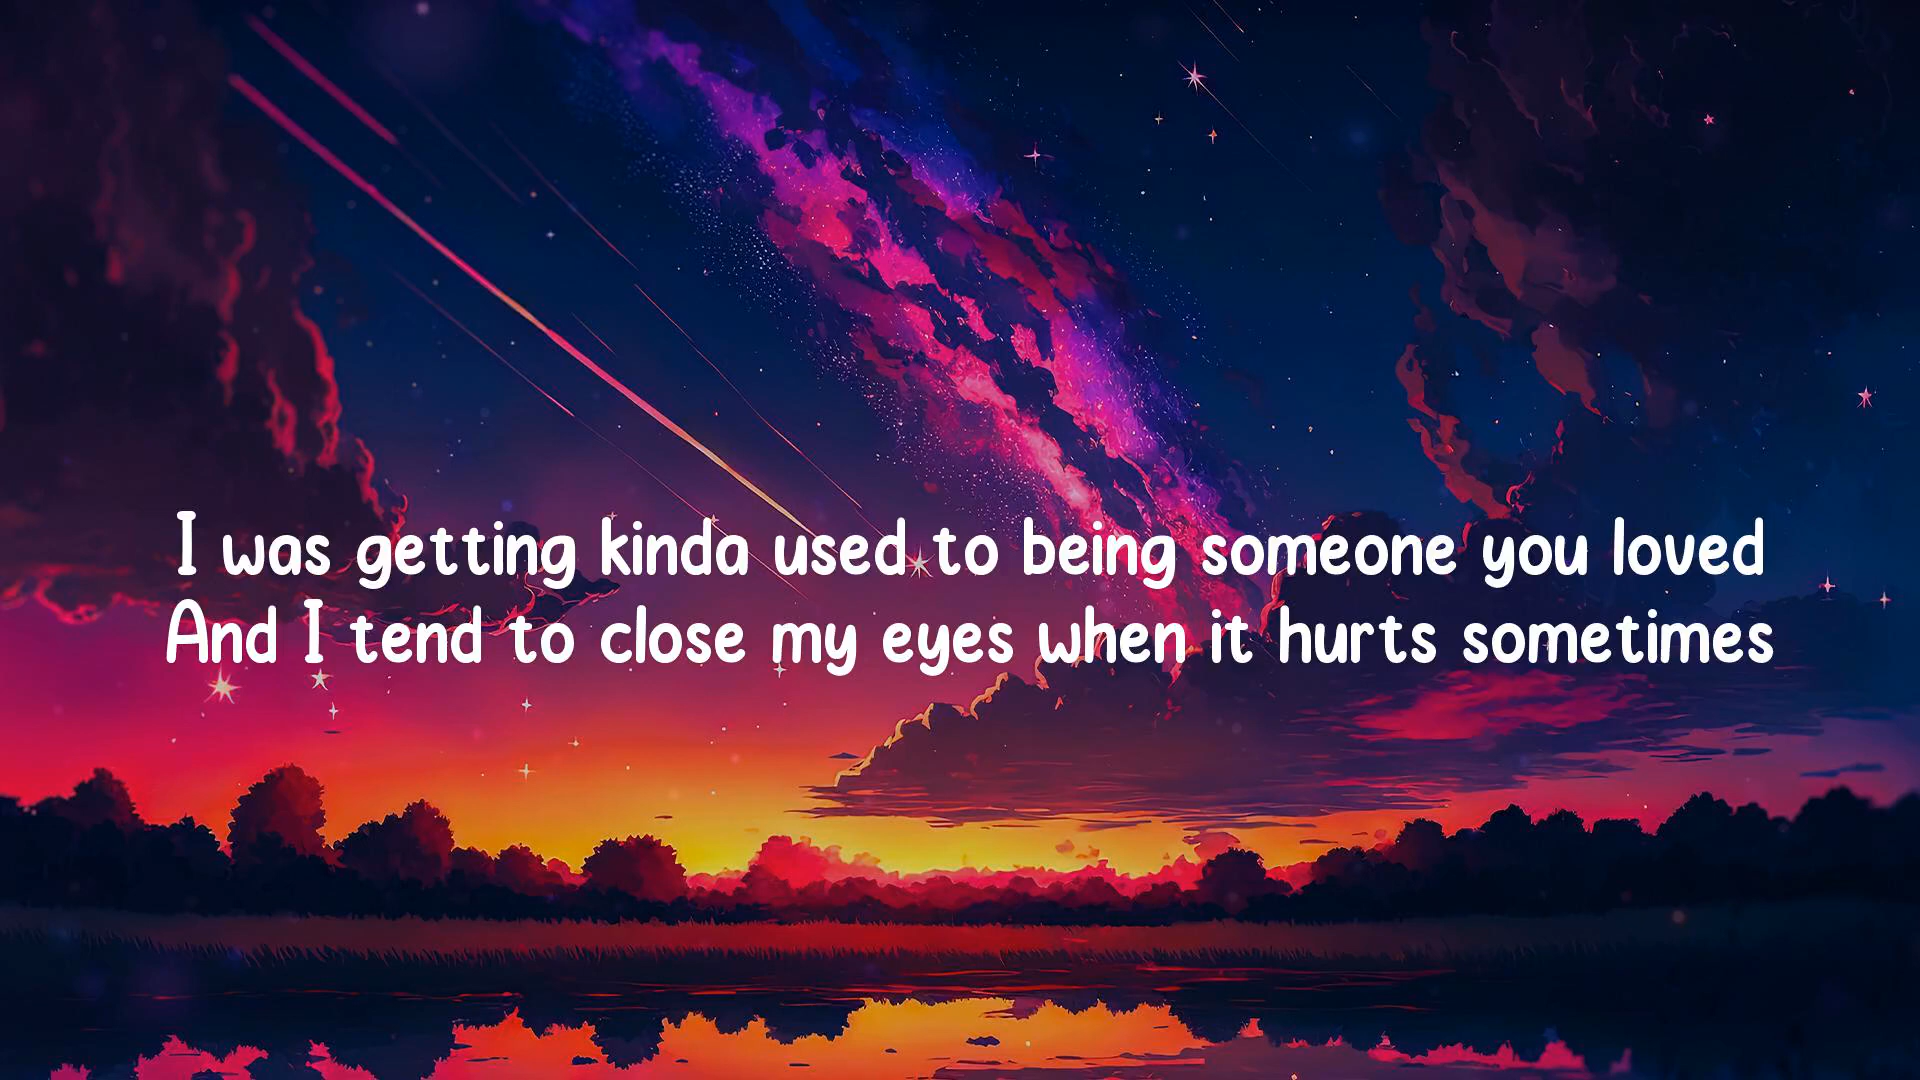 I was getting kinda used to being someone you loved
And I tend to close my eyes when it hurts sometimes